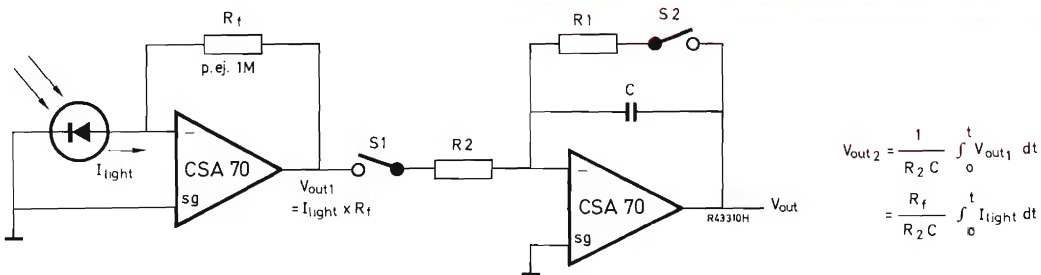 Rf
p. ej. 1M
Ilight
−
CSA 70
sg
Vout1
= Ilight x Rf
S1
R2
R1
S2
C
−
CSA 70
sg
R43310H
Vout
Vout2 = 1 / R2 C ∫0t Vout1 dt
= Rf / R2 C ∫0t Ilight dt